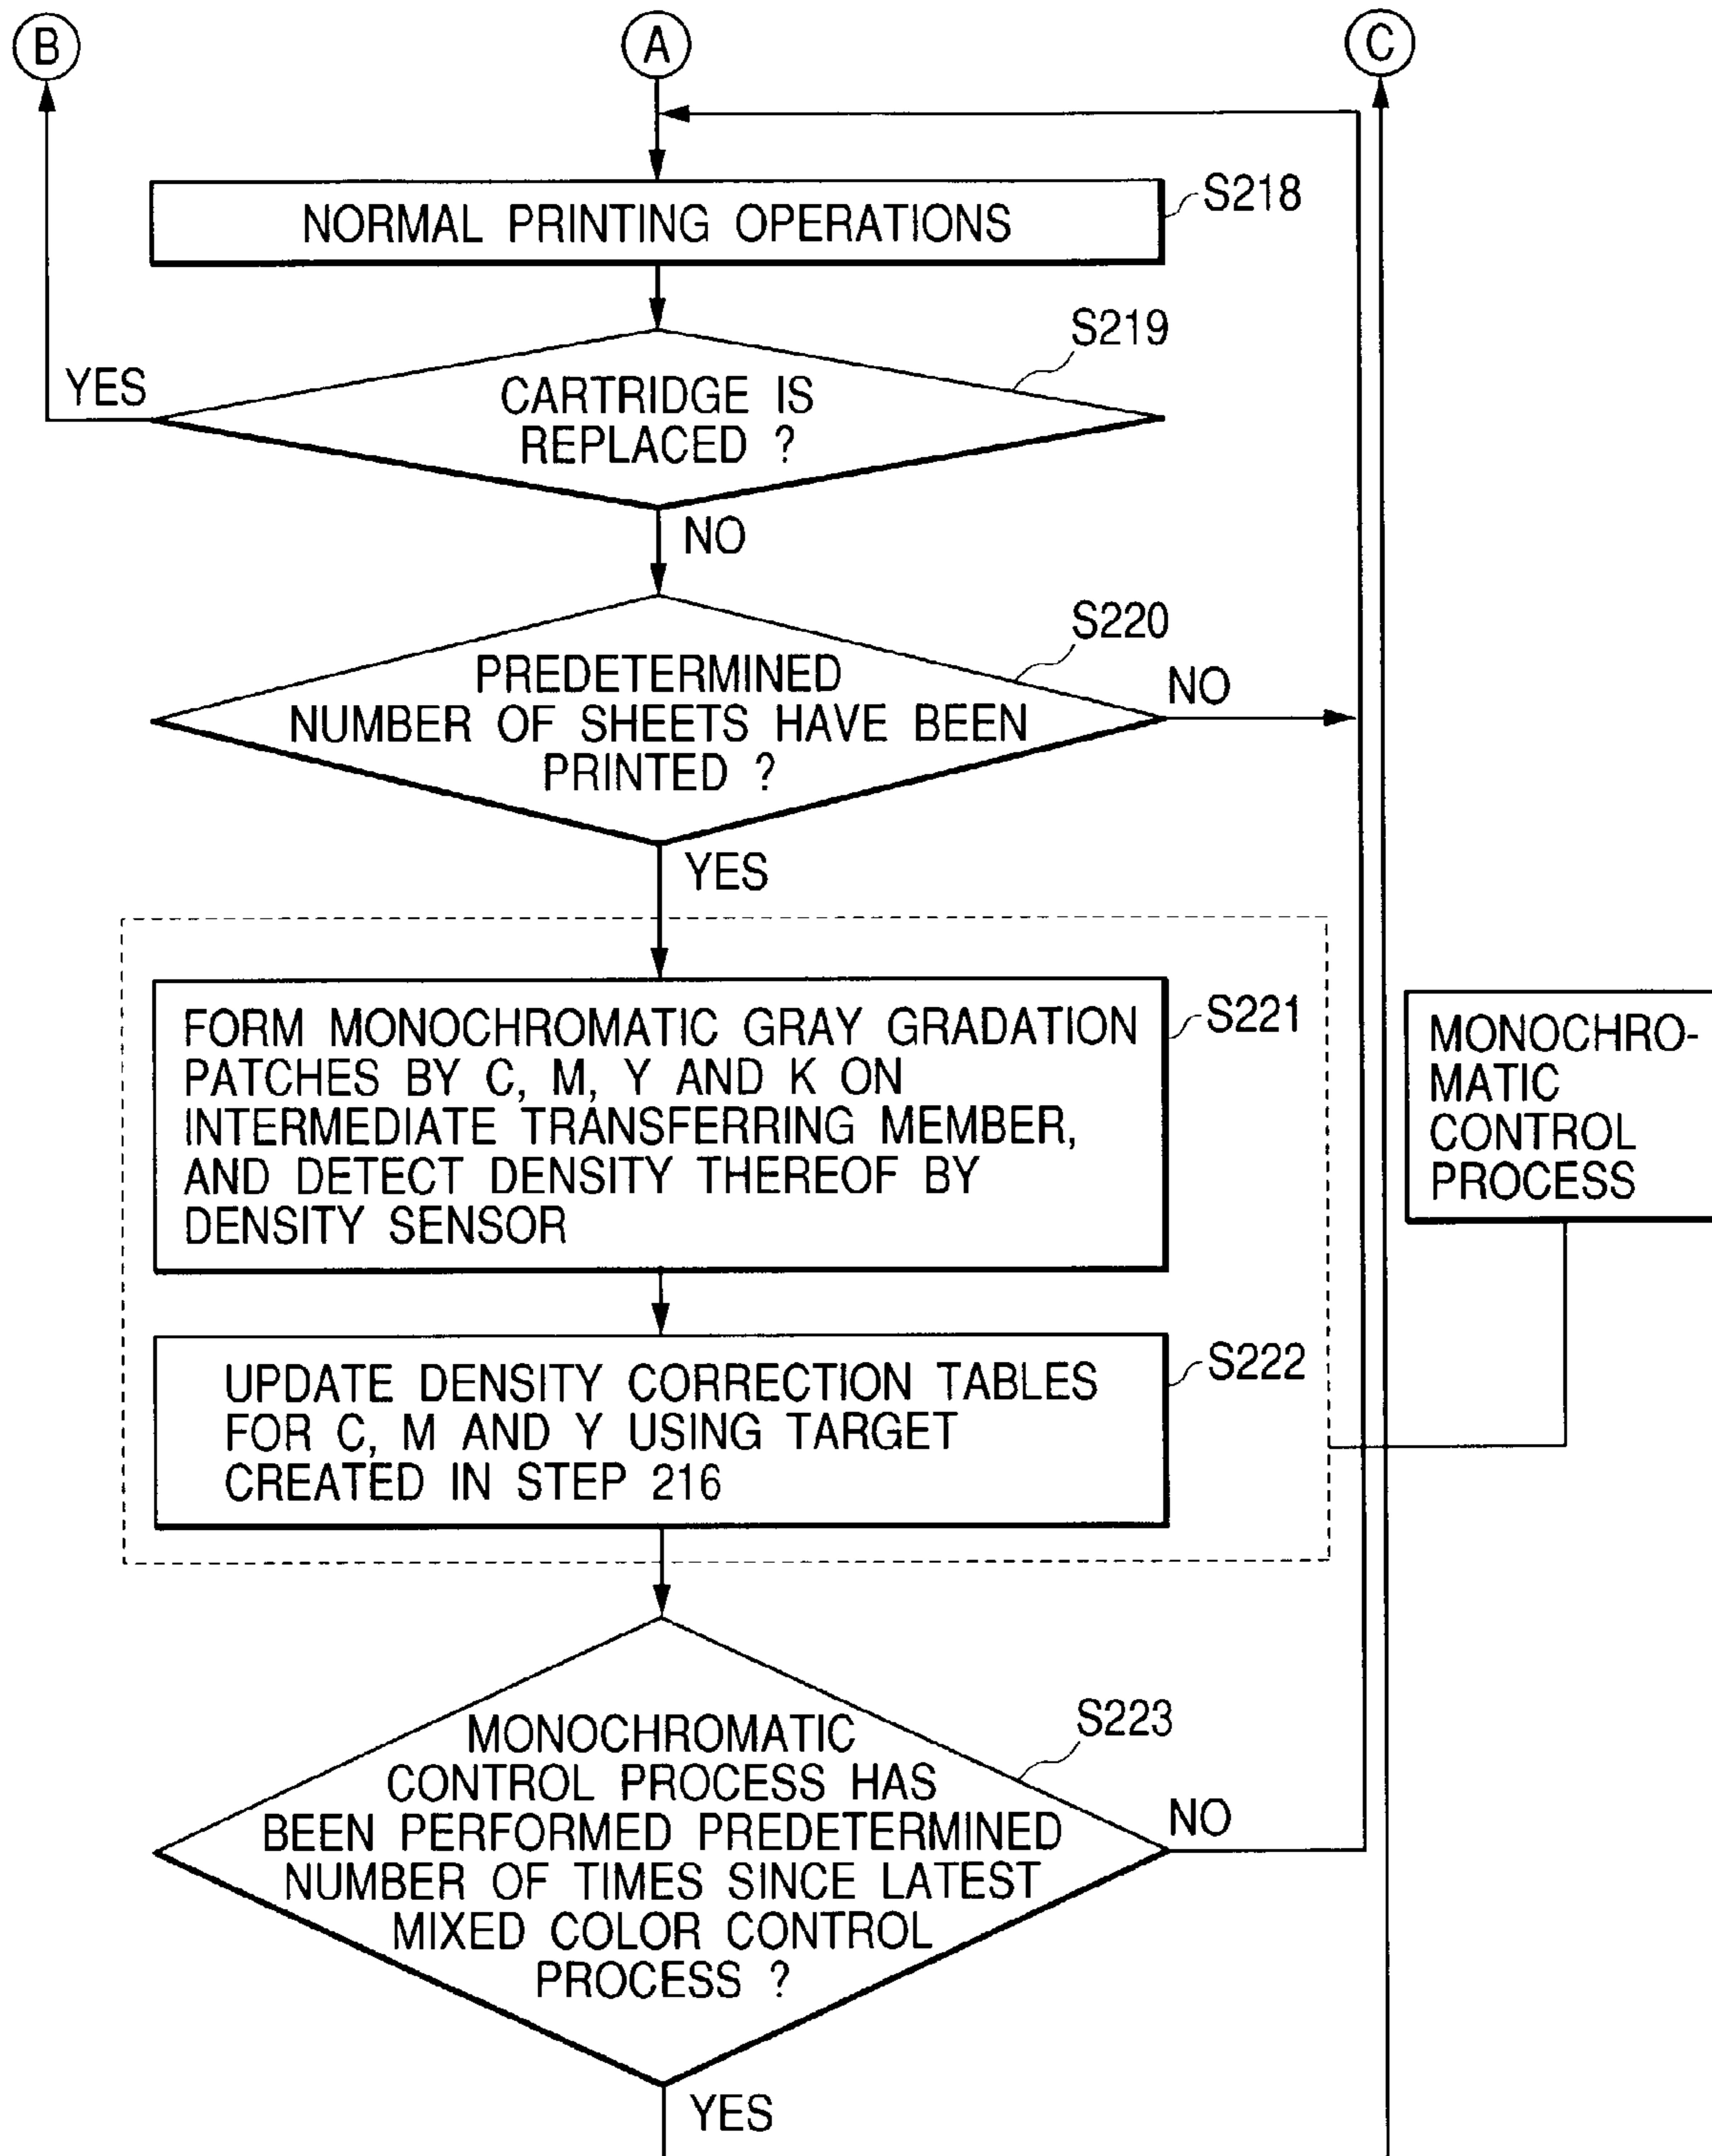 B
A
C
NORMAL PRINTING OPERATIONS
S218
S219
YES
CARTRIDGE IS
REPLACED ?
NO
S220
PREDETERMINED
NUMBER OF SHEETS HAVE BEEN
PRINTED ?
NO
YES
FORM MONOCHROMATIC GRAY GRADATION
PATCHES BY C, M, Y AND K ON
INTERMEDIATE TRANSFERRING MEMBER,
AND DETECT DENSITY THEREOF BY
DENSITY SENSOR
S221
MONOCHRO-
MATIC
CONTROL
PROCESS
UPDATE DENSITY CORRECTION TABLES
FOR C, M AND Y USING TARGET
CREATED IN STEP 216
S222
S223
MONOCHROMATIC
CONTROL PROCESS HAS
BEEN PERFORMED PREDETERMINED
NUMBER OF TIMES SINCE LATEST
MIXED COLOR CONTROL
PROCESS ?
NO
YES